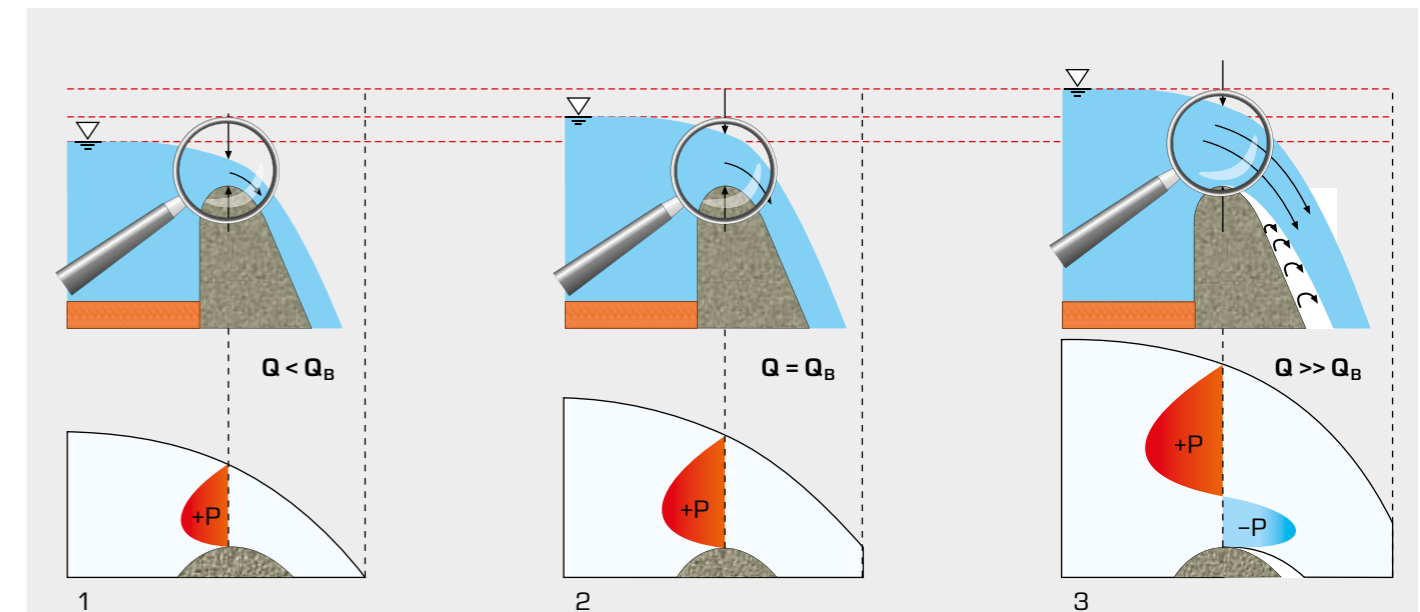 Q < QB
Q = QB
Q >> QB
+P
+P
+P
−P
1
2
3